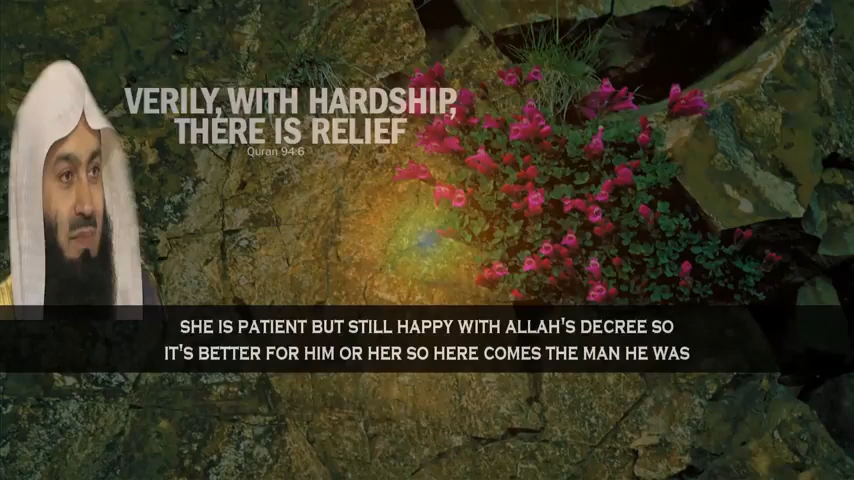 VERILY, WITH HARDSHIP,
THERE IS RELIEF
Quran 94:6
SHE IS PATIENT BUT STILL HAPPY WITH ALLAH'S DECREE SO
IT'S BETTER FOR HIM OR HER SO HERE COMES THE MAN HE WAS